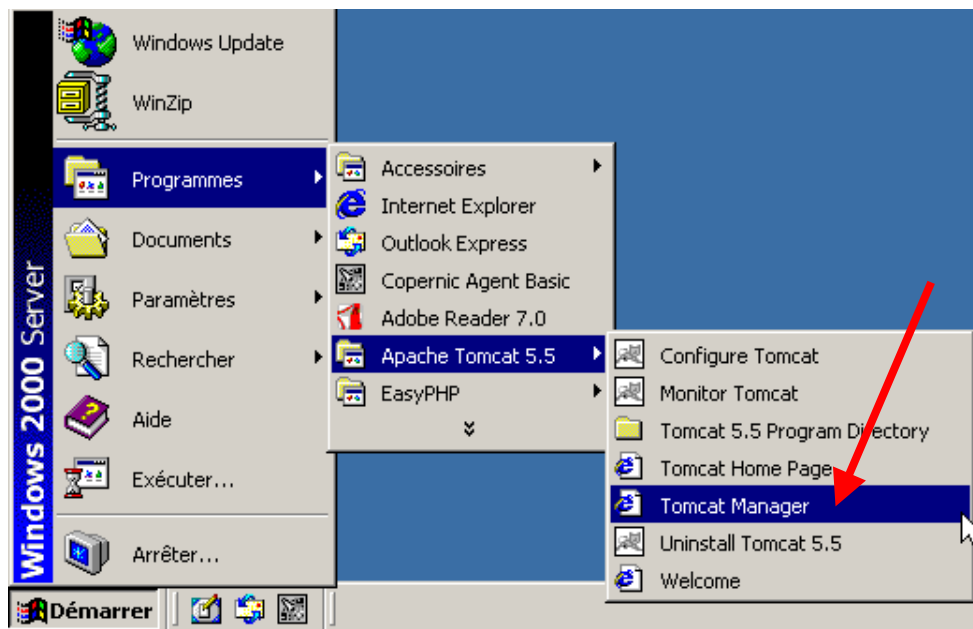 Windows Update
WinZip
Programmes
Documents
Paramètres
Rechercher
Aide
Exécuter...
Arrêter...
Windows 2000 Server
Démarrer
Accessoires
Internet Explorer
Outlook Express
Copernic Agent Basic
Adobe Reader 7.0
Apache Tomcat 5.5
EasyPHP
Configure Tomcat
Monitor Tomcat
Tomcat 5.5 Program Directory
Tomcat Home Page
Tomcat Manager
Uninstall Tomcat 5.5
Welcome